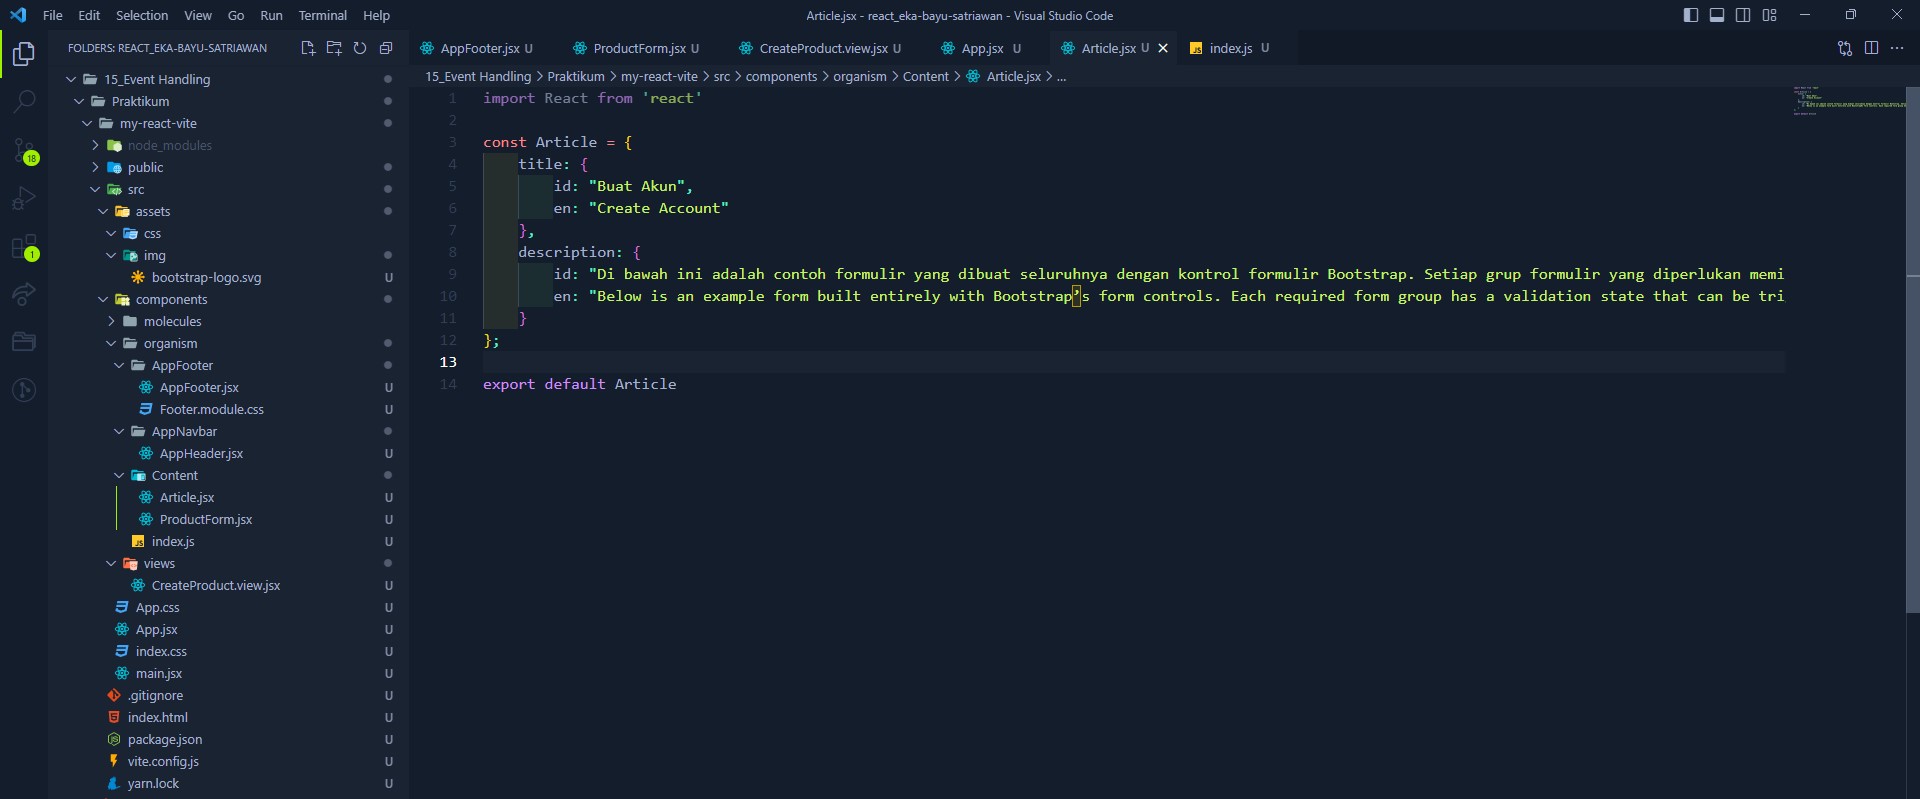 File Edit Selection View Go Run Terminal Help
Article.jsx - react_eka-bayu-satriawan - Visual Studio Code
FOLDERS: REACT_EKA-BAYU-SATRIAWAN
15_Event Handling
Praktikum
my-react-vite
node_modules
public
src
assets
css
img
bootstrap-logo.svg U
components
molecules
organism
AppFooter
AppFooter.jsx U
Footer.module.css U
AppNavbar
AppHeader.jsx U
Content
Article.jsx U
ProductForm.jsx U
index.js U
views
CreateProduct.view.jsx U
App.css U
App.jsx U
index.css U
main.jsx U
.gitignore U
index.html U
package.json U
vite.config.js U
yarn.lock U
18
1
AppFooter.jsx U ProductForm.jsx U CreateProduct.view.jsx U App.jsx U Article.jsx U index.js U
15_Event Handling > Praktikum > my-react-vite > src > components > organism > Content > Article.jsx > ...
1 import React from 'react'
2
3 const Article = {
4 title: {
5 id: "Buat Akun",
6 en: "Create Account"
7 },
8 description: {
9 id: "Di bawah ini adalah contoh formulir yang dibuat seluruhnya dengan kontrol formulir Bootstrap. Setiap grup formulir yang diperlukan memi
10 en: "Below is an example form built entirely with Bootstrap’s form controls. Each required form group has a validation state that can be tri
11 }
12 };
13
14 export default Article